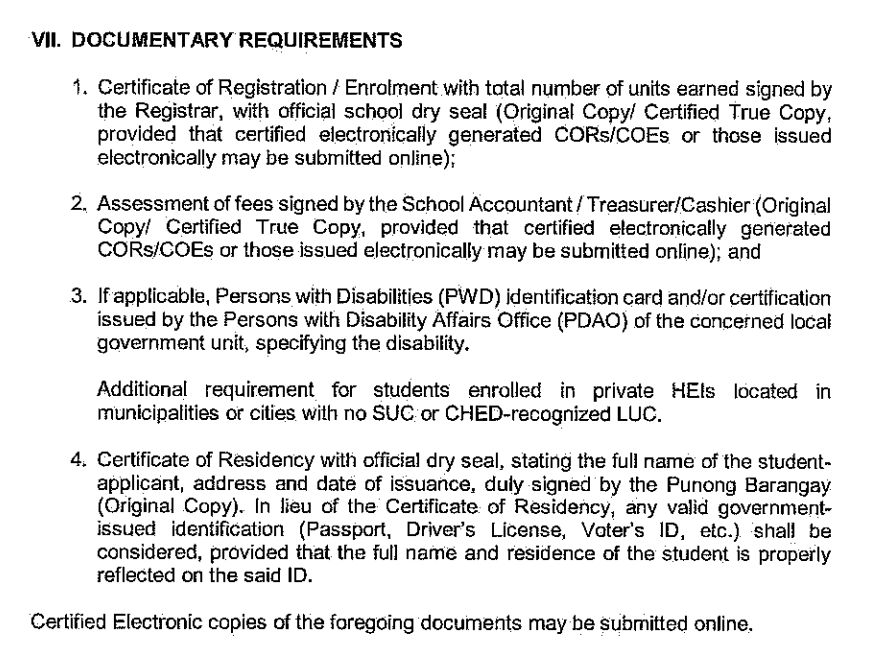 VII. DOCUMENTARY REQUIREMENTS
1. Certificate of Registration / Enrolment with total number of units earned signed by
the Registrar, with official school dry seal (Original Copy/ Certified True Copy,
provided that certified electronically generated CORs/COEs or those issued
electronically may be submitted online);
2. Assessment of fees signed by the School Accountant / Treasurer/Cashier (Original
Copy/ Certified True Copy, provided that certified electronically generated
CORs/COEs or those issued electronically may be submitted online); and
3. If applicable, Persons with Disabilities (PWD) identification card and/or certification
issued by the Persons with Disability Affairs Office (PDAO) of the concerned local
government unit, specifying the disability.
Additional requirement for students enrolled in private HEIs located in
municipalities or cities with no SUC or CHED-recognized LUC.
4. Certificate of Residency with official dry seal, stating the full name of the student-
applicant, address and date of issuance, duly signed by the Punong Barangay
(Original Copy). In lieu of the Certificate of Residency, any valid government-
issued identification (Passport, Driver's License, Voter's ID, etc.) shall be
considered, provided that the full name and residence of the student is properly
reflected on the said ID.
Certified Electronic copies of the foregoing documents may be submitted online.